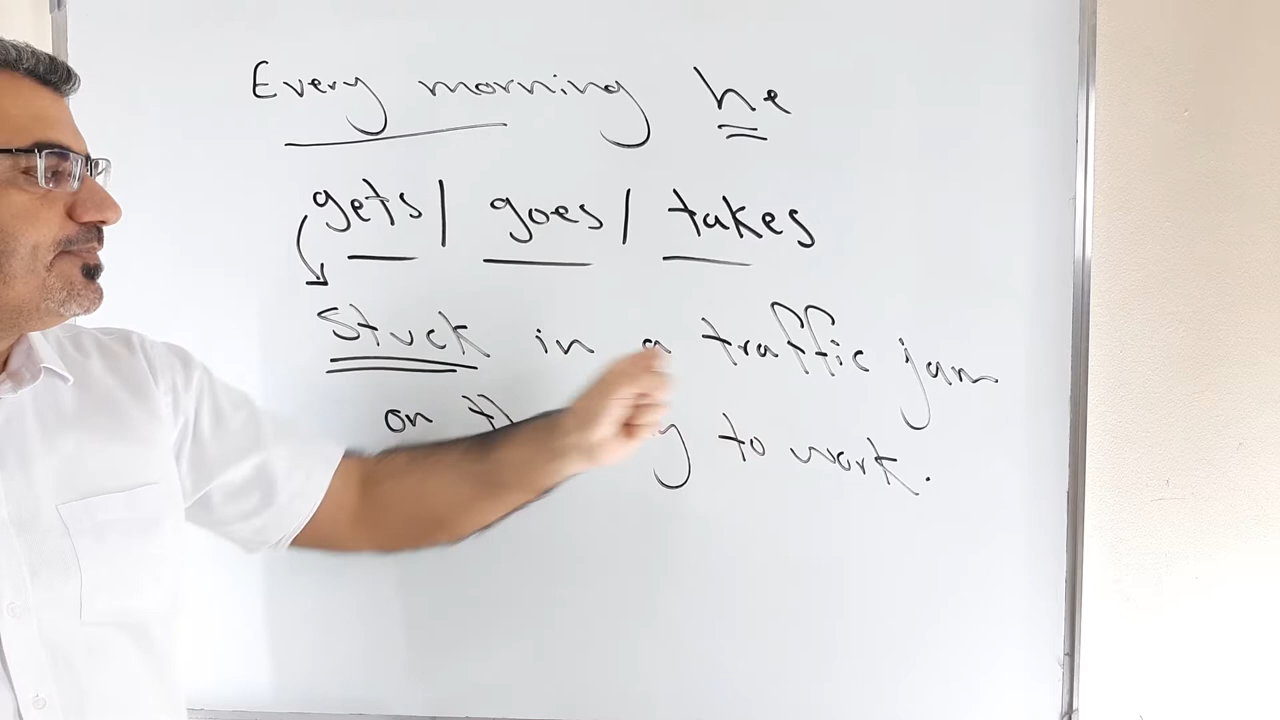 Every morning he
gets/ goes/ takes
stuck in a traffic jam
on to work.